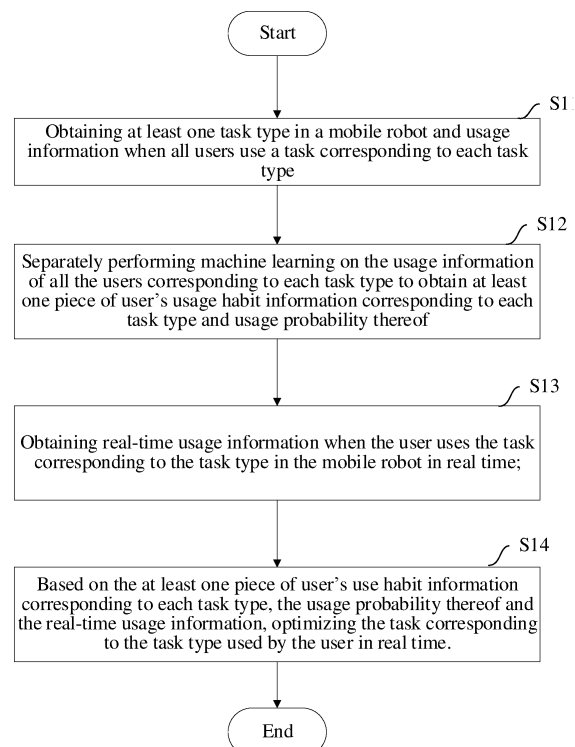 Start
S11
Obtaining at least one task type in a mobile robot and usage
information when all users use a task corresponding to each task
type
S12
Separately performing machine learning on the usage information
of all the users corresponding to each task type to obtain at least
one piece of user's usage habit information corresponding to each
task type and usage probability thereof
S13
Obtaining real-time usage information when the user uses the task
corresponding to the task type in the mobile robot in real time;
S14
Based on the at least one piece of user's use habit information
corresponding to each task type, the usage probability thereof and
the real-time usage information, optimizing the task corresponding
to the task type used by the user in real time.
End